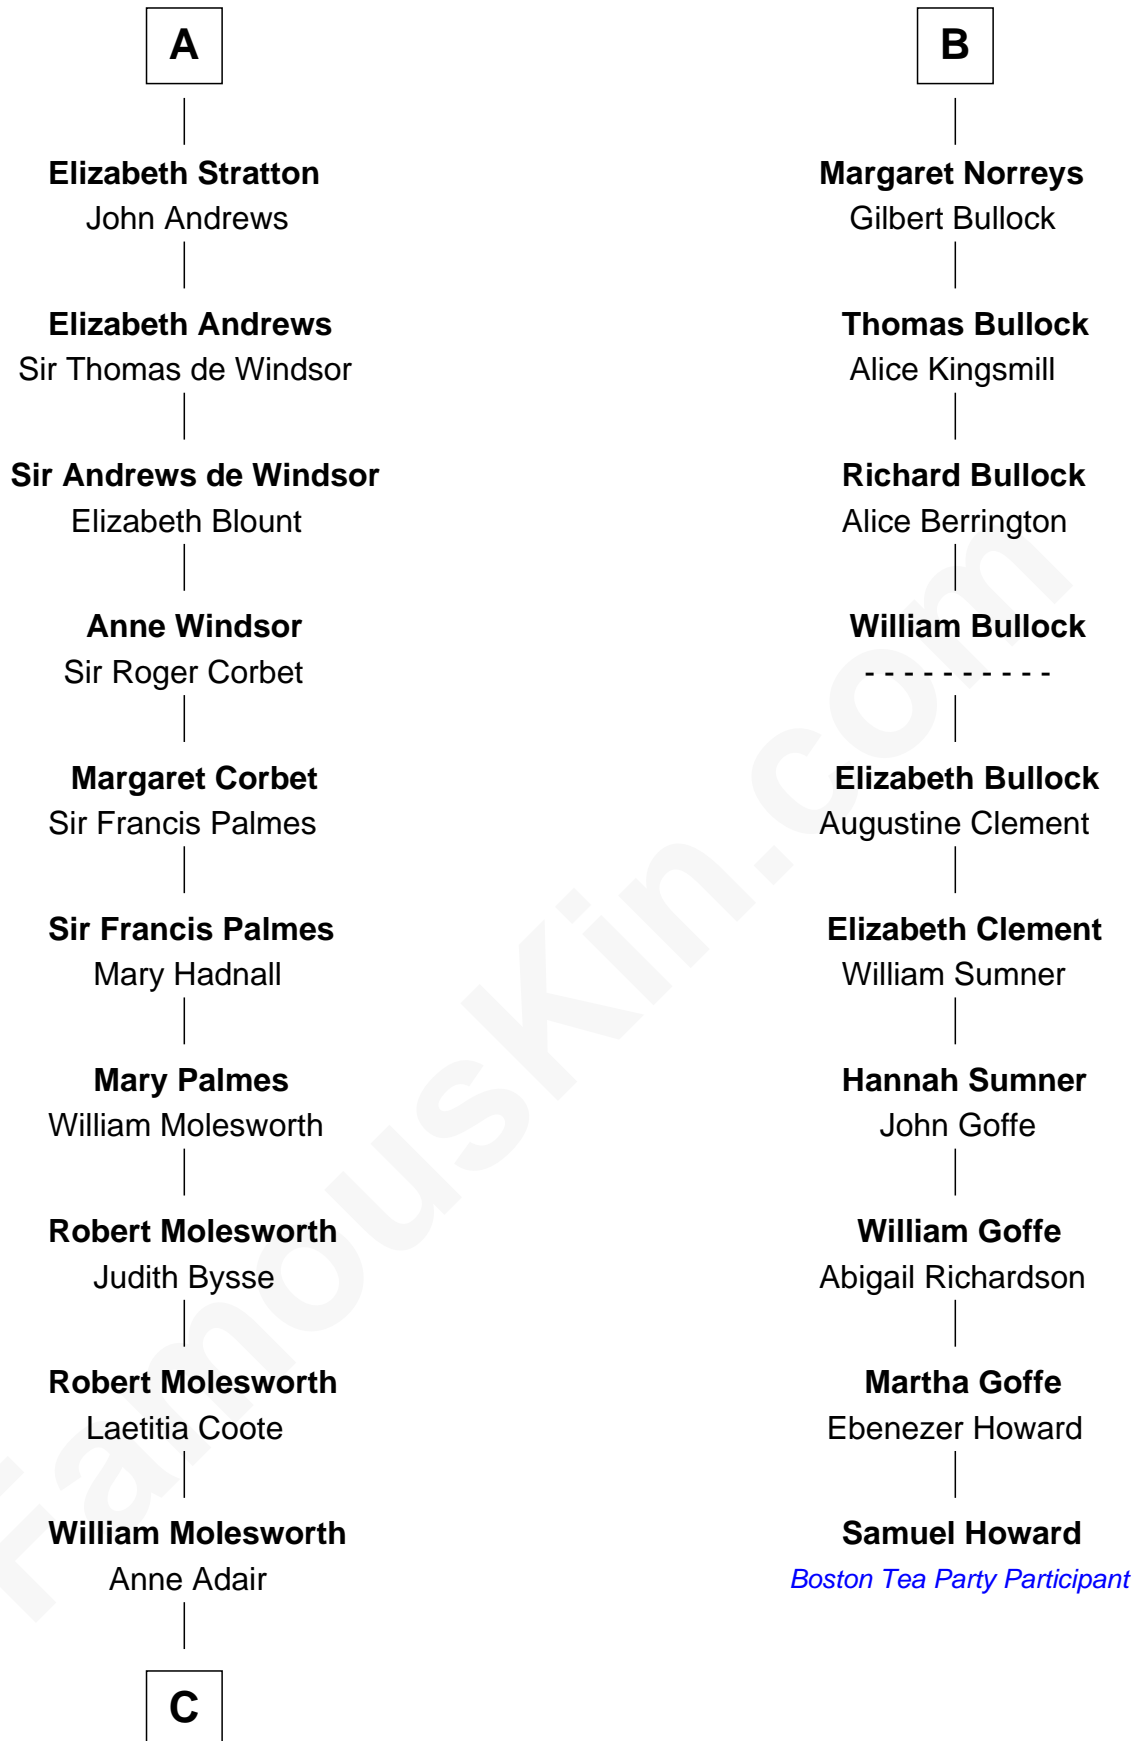 A
Elizabeth Stratton
John Andrews
Elizabeth Andrews
Sir Thomas de Windsor
Sir Andrews de Windsor
Elizabeth Blount
Anne Windsor
Sir Roger Corbet
Margaret Corbet
Sir Francis Palmes
Sir Francis Palmes
Mary Hadnall
Mary Palmes
William Molesworth
Robert Molesworth
Judith Bysse
Robert Molesworth
Laetitia Coote
William Molesworth
Anne Adair
C
B
Margaret Norreys
Gilbert Bullock
Thomas Bullock
Alice Kingsmill
Richard Bullock
Alice Berrington
William Bullock
- - - - - - - - - -
Elizabeth Bullock
Augustine Clement
Elizabeth Clement
William Sumner
Hannah Sumner
John Goffe
William Goffe
Abigail Richardson
Martha Goffe
Ebenezer Howard
Samuel Howard
Boston Tea Party Participant
FamousKin.com